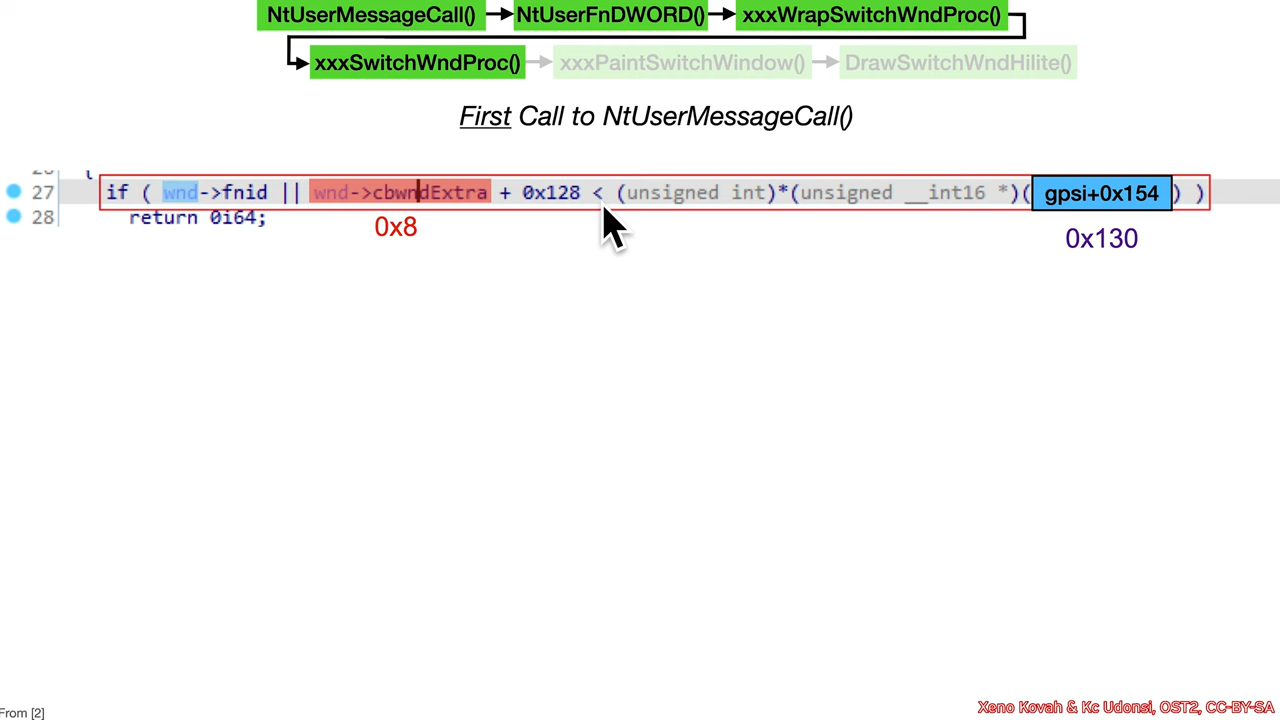 NtUserMessageCall() NtUserFnDWORD() xxxWrapSwitchWndProc()
xxxSwitchWndProc() xxxPaintSwitchWindow() DrawSwitchWndHilite()
First Call to NtUserMessageCall()
26 {
27 if ( wnd->fnid || wnd->cbwndExtra + 0x128 < (unsigned int)*(unsigned __int16 *)( gpsi+0x154 ) )
28 return 0i64;
0x8
0x130
From [2]
Xeno Kovah & Kc Udonsi, OST2, CC-BY-SA